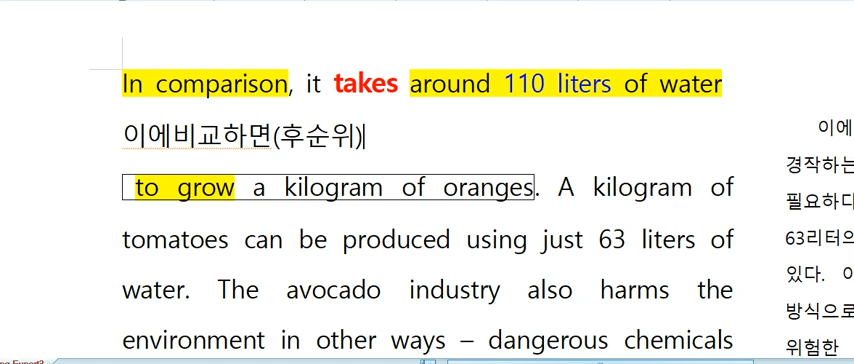 In comparison, it takes around 110 liters of water
이에비교하면(후순위)
to grow a kilogram of oranges. A kilogram of
tomatoes can be produced using just 63 liters of
water. The avocado industry also harms the
environment in other ways – dangerous chemicals
이에
경작하는
필요하다
63리터의
있다. 이
방식으로
위험한